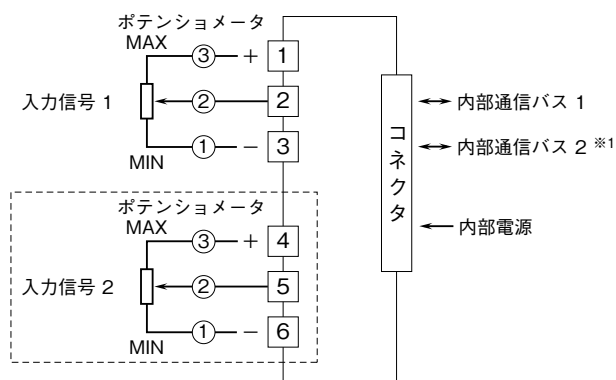 ポテンショメータ
MAX
③ + 1
入力信号 1
② 2
① − 3
MIN
ポテンショメータ
MAX
③ + 4
入力信号 2
② 5
① − 6
MIN
コネクタ
内部通信バス 1
内部通信バス 2 ※1
内部電源